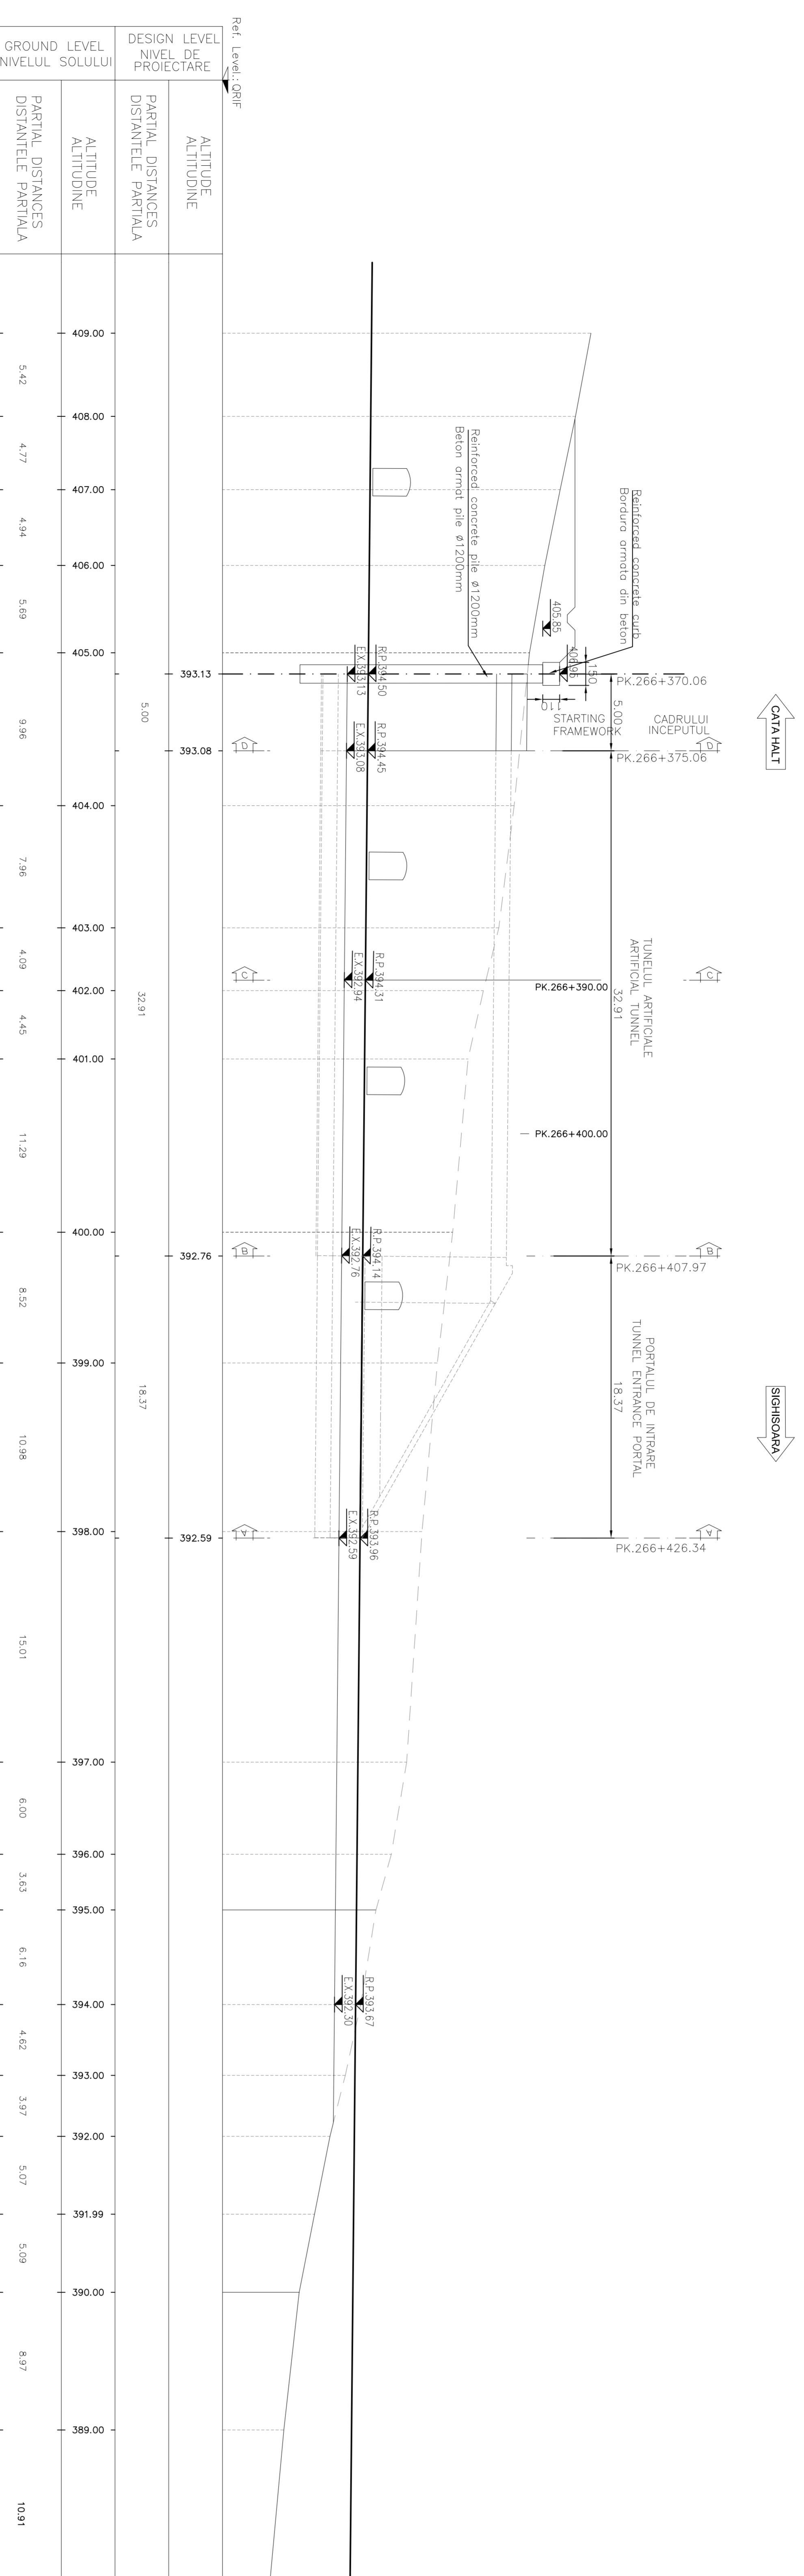 Ref. Level: QRIF
DESIGN LEVEL
NIVEL DE
PROIECTARE
GROUND LEVEL
NIVELUL SOLULUI
ALTITUDE
ALTITUDINE
PARTIAL DISTANCES
DISTANTELE PARTIALA
ALTITUDE
ALTITUDINE
PARTIAL DISTANCES
DISTANTELE PARTIALA
CATA HALT
SIGHISOARA
Reinforced concrete curb
Bordura armata din beton
Reinforced concrete pile Ø1200mm
Beton armat pile Ø1200mm
405.85
406.95
150
110
5.00
STARTING
FRAMEWORK
CADRULUI
INCEPUTUL
PK.266+370.06
PK.266+375.06
TUNELUL ARTIFICIALE
ARTIFICIAL TUNNEL
32.91
PK.266+390.00
PK.266+400.00
PK.266+407.97
PORTALUL DE INTRARE
TUNNEL ENTRANCE PORTAL
18.37
PK.266+426.34
D
C
B
A
D
C
B
A
R.P.394.50
E.X.393.13
R.P.394.45
E.X.393.08
R.P.394.31
E.X.392.94
R.P.394.14
E.X.392.76
R.P.393.96
E.X.392.59
R.P.393.67
E.X.392.30
393.13
393.08
392.76
392.59
5.00
32.91
18.37
409.00
408.00
407.00
406.00
405.00
404.00
403.00
402.00
401.00
400.00
399.00
398.00
397.00
396.00
395.00
394.00
393.00
392.00
391.99
390.00
389.00
5.42
4.77
4.94
5.69
9.96
7.96
4.09
4.45
11.29
8.52
10.98
15.01
6.00
3.63
6.16
4.62
3.97
5.07
5.09
8.97
10.91